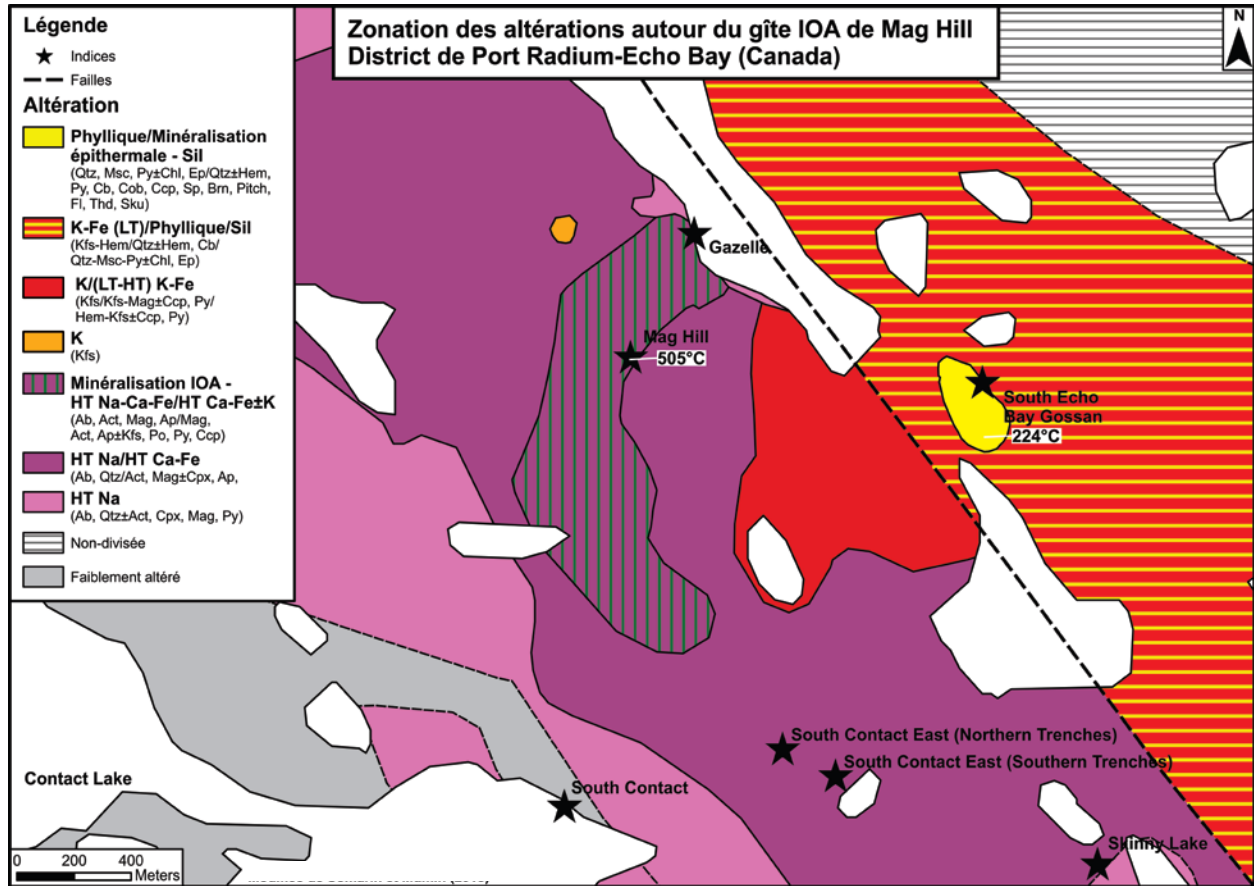 Légende
Indices
Failles
Altération
Phyllique/Minéralisation
épithermale - Sil
(Qtz, Msc, Py±Chl, Ep/Qtz±Hem,
Py, Cb, Cob, Ccp, Sp, Brn, Pitch,
Fl, Thd, Sku)
K-Fe (LT)/Phyllique/Sil
(Kfs-Hem/Qtz±Hem, Cb/
Qtz-Msc-Py±Chl, Ep)
K/(LT-HT) K-Fe
(Kfs/Kfs-Mag±Ccp, Py/
Hem-Kfs±Ccp, Py)
K
(Kfs)
Minéralisation IOA -
HT Na-Ca-Fe/HT Ca-Fe±K
(Ab, Act, Mag, Ap/Mag,
Act, Ap±Kfs, Po, Py, Ccp)
HT Na/HT Ca-Fe
(Ab, Qtz/Act, Mag±Cpx, Ap,
HT Na
(Ab, Qtz±Act, Cpx, Mag, Py)
Non-divisée
Faiblement altéré
Zonation des altérations autour du gîte IOA de Mag Hill
District de Port Radium-Echo Bay (Canada)
N
Gazelle
Mag Hill
505°C
South Echo
Bay Gossan
224°C
South Contact East (Northern Trenches)
South Contact East (Southern Trenches)
Contact Lake
South Contact
Skinny Lake
0 200 400
Meters